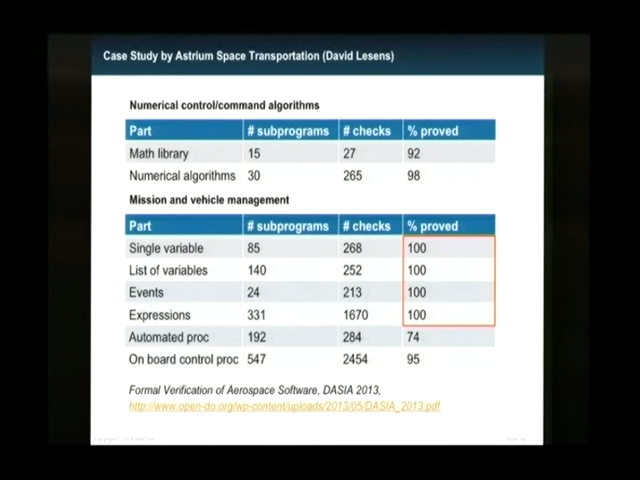 Case Study by Astrium Space Transportation (David Lesens)
Numerical control/command algorithms
Part # subprograms # checks % proved
Math library 15 27 92
Numerical algorithms 30 265 98
Mission and vehicle management
Part # subprograms # checks % proved
Single variable 85 268 100
List of variables 140 252 100
Events 24 213 100
Expressions 331 1670 100
Automated proc 192 284 74
On board control proc 547 2454 95
Formal Verification of Aerospace Software, DASIA 2013,
http://www.open-do.org/wp-content/uploads/2013/05/DASIA_2013.pdf